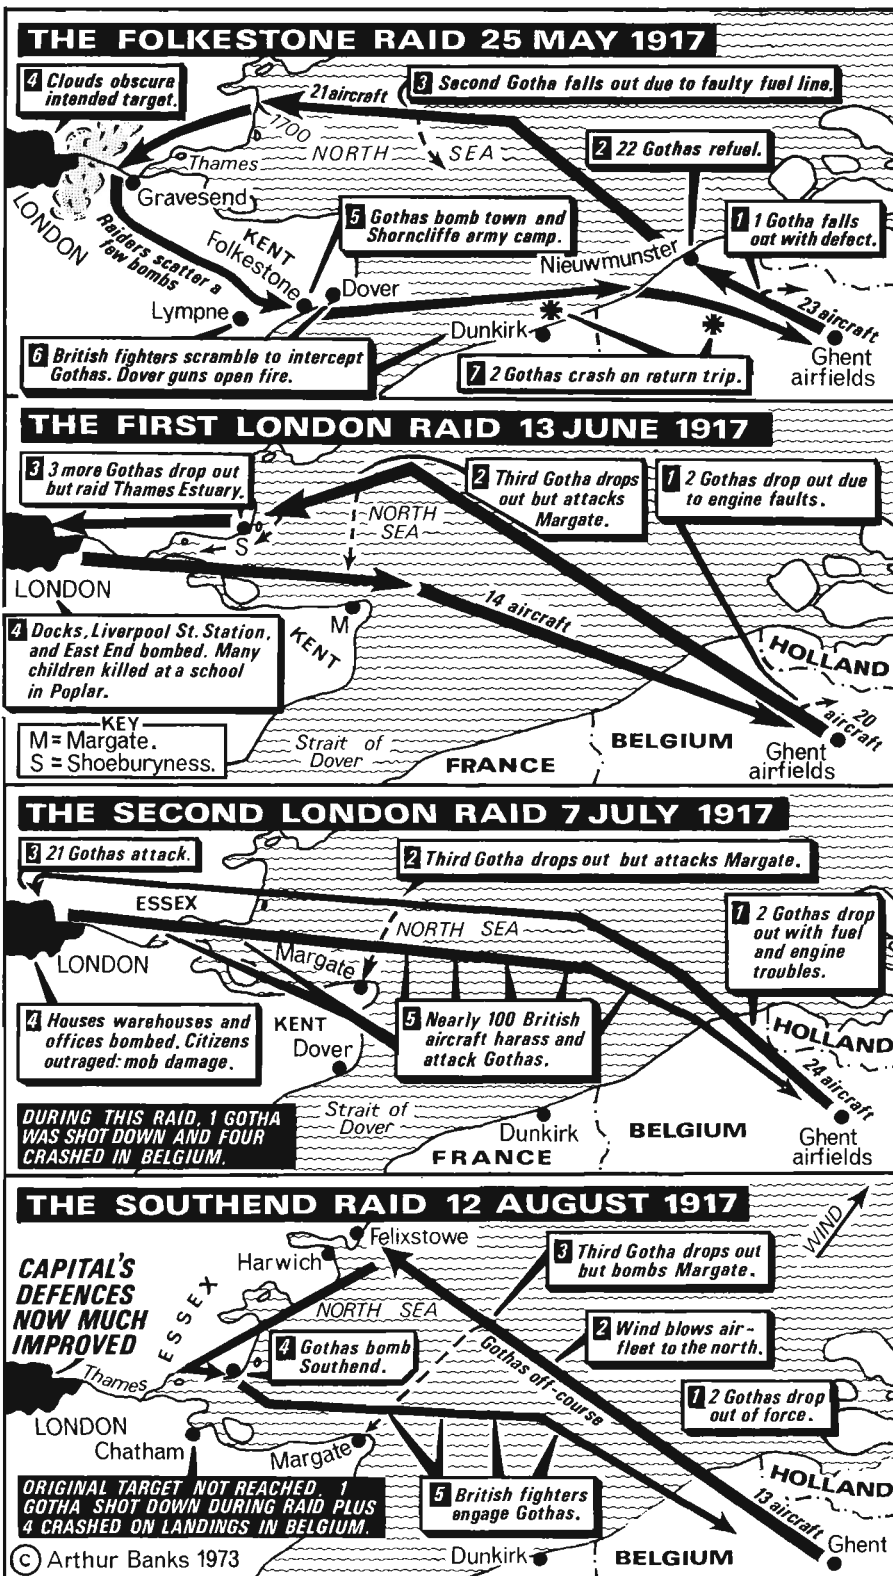 THE FOLKESTONE RAID 25 MAY 1917
4 Clouds obscure
intended target.
21 aircraft
3 Second Gotha falls out due to faulty fuel line.
1700
Thames
NORTH SEA
2 22 Gothas refuel.
Gravesend
LONDON
Raiders scatter a
few bombs
KENT
Folkestone
5 Gothas bomb town and
Shorncliffe army camp.
1 1 Gotha falls
out with defect.
Nieuwmunster
Dover
Lympne
23 aircraft
Dunkirk
Ghent
airfields
6 British fighters scramble to intercept
Gothas. Dover guns open fire.
7 2 Gothas crash on return trip.
THE FIRST LONDON RAID 13 JUNE 1917
3 3 more Gothas drop out
but raid Thames Estuary.
2 Third Gotha drops
out but attacks
Margate.
1 2 Gothas drop out due
to engine faults.
NORTH
SEA
S
LONDON
14 aircraft
M
KENT
4 Docks, Liverpool St. Station,
and East End bombed. Many
children killed at a school
in Poplar.
HOLLAND
20
aircraft
KEY
M = Margate.
S = Shoeburyness.
Strait of
Dover
FRANCE
BELGIUM
Ghent
airfields
THE SECOND LONDON RAID 7 JULY 1917
3 21 Gothas attack.
2 Third Gotha drops out but attacks Margate.
ESSEX
NORTH SEA
1 2 Gothas drop
out with fuel
and engine
troubles.
LONDON
Margate
4 Houses warehouses and
offices bombed. Citizens
outraged: mob damage.
KENT
Dover
5 Nearly 100 British
aircraft harass and
attack Gothas.
HOLLAND
24 aircraft
DURING THIS RAID, 1 GOTHA
WAS SHOT DOWN AND FOUR
CRASHED IN BELGIUM.
Strait of
Dover
Dunkirk
FRANCE
BELGIUM
Ghent
airfields
THE SOUTHEND RAID 12 AUGUST 1917
WIND
Felixstowe
Harwich
3 Third Gotha drops out
but bombs Margate.
CAPITAL'S
DEFENCES
NOW MUCH
IMPROVED
ESSEX
NORTH SEA
2 Wind blows air-
fleet to the north.
4 Gothas bomb
Southend.
Gothas off-course
Thames
1 2 Gothas drop
out of force.
LONDON
Chatham
Margate
ORIGINAL TARGET NOT REACHED. 1
GOTHA SHOT DOWN DURING RAID PLUS
4 CRASHED ON LANDINGS IN BELGIUM.
5 British fighters
engage Gothas.
HOLLAND
13 aircraft
© Arthur Banks 1973
Dunkirk
BELGIUM
Ghent